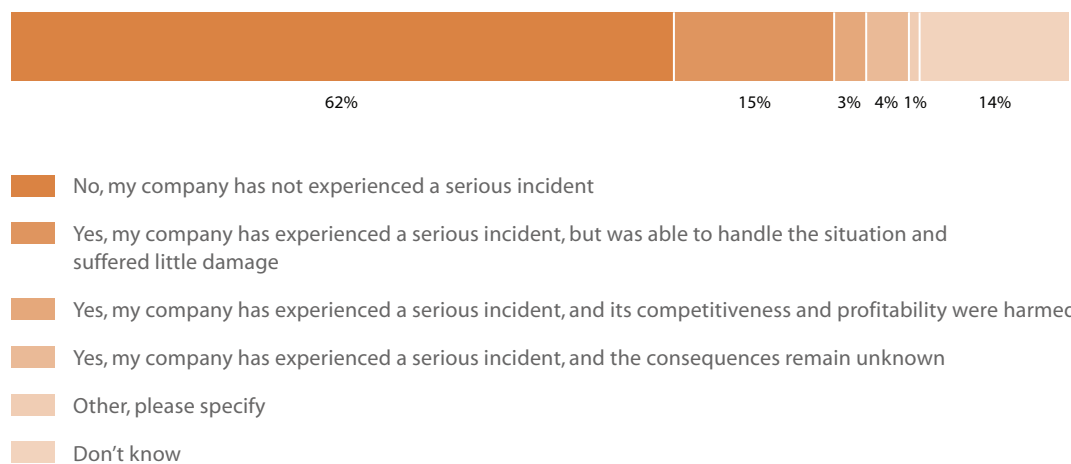 62% 15% 3% 4% 1% 14%
No, my company has not experienced a serious incident
Yes, my company has experienced a serious incident, but was able to handle the situation and
suffered little damage
Yes, my company has experienced a serious incident, and its competitiveness and profitability were harmed
Yes, my company has experienced a serious incident, and the consequences remain unknown
Other, please specify
Don't know